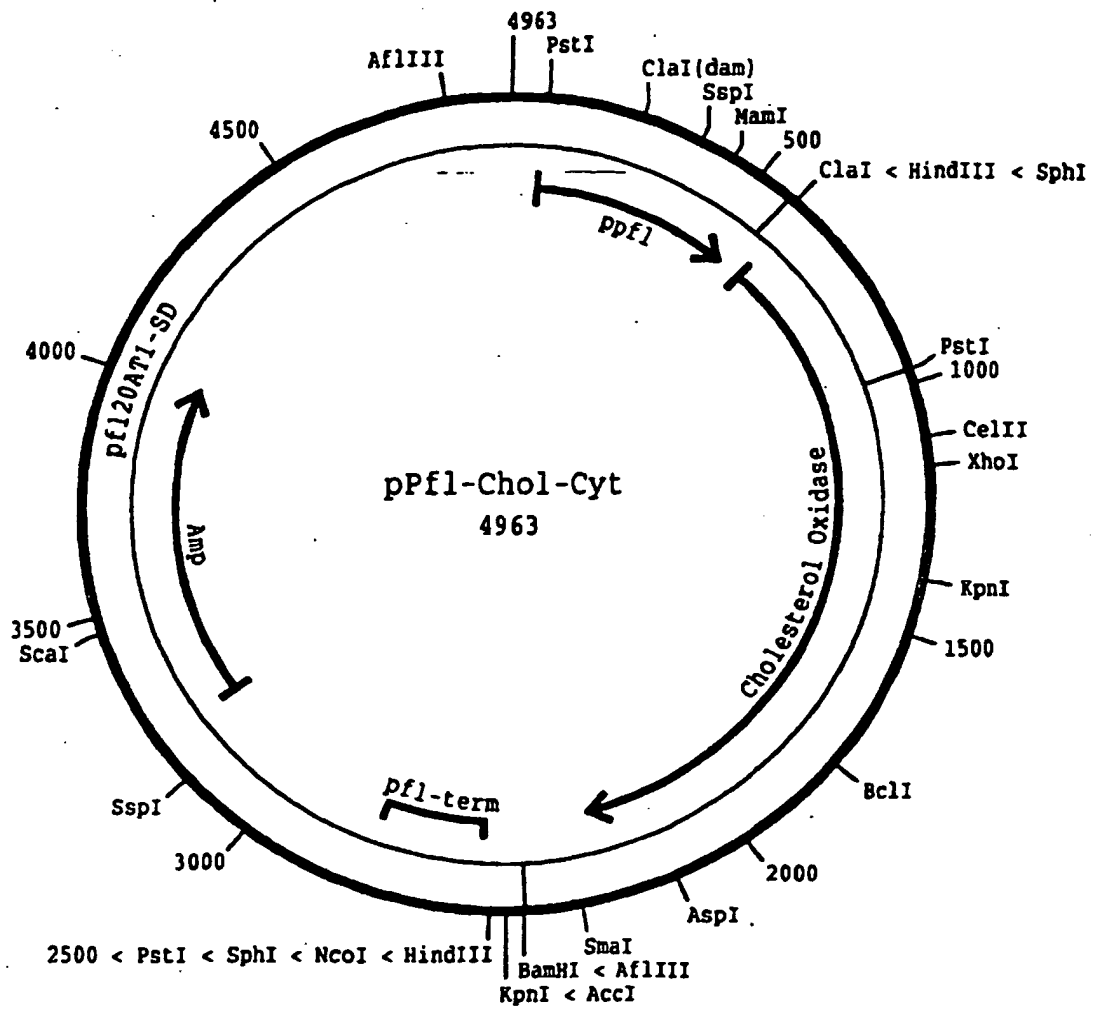 4963
PstI
AflIII
ClaI(dam)
SspI
MamI
4500
500
ClaI < HindIII < SphI
ppfl
pfl20AT1-SD
4000
PstI
1000
CelII
XhoI
pPfl-Chol-Cyt
4963
Cholesterol Oxidase
Amp
KpnI
3500
ScaI
1500
pfl-term
SspI
BclI
3000
2000
AspI
2500 < PstI < SphI < NcoI < HindIII
SmaI
BamHI < AflIII
KpnI < AccI